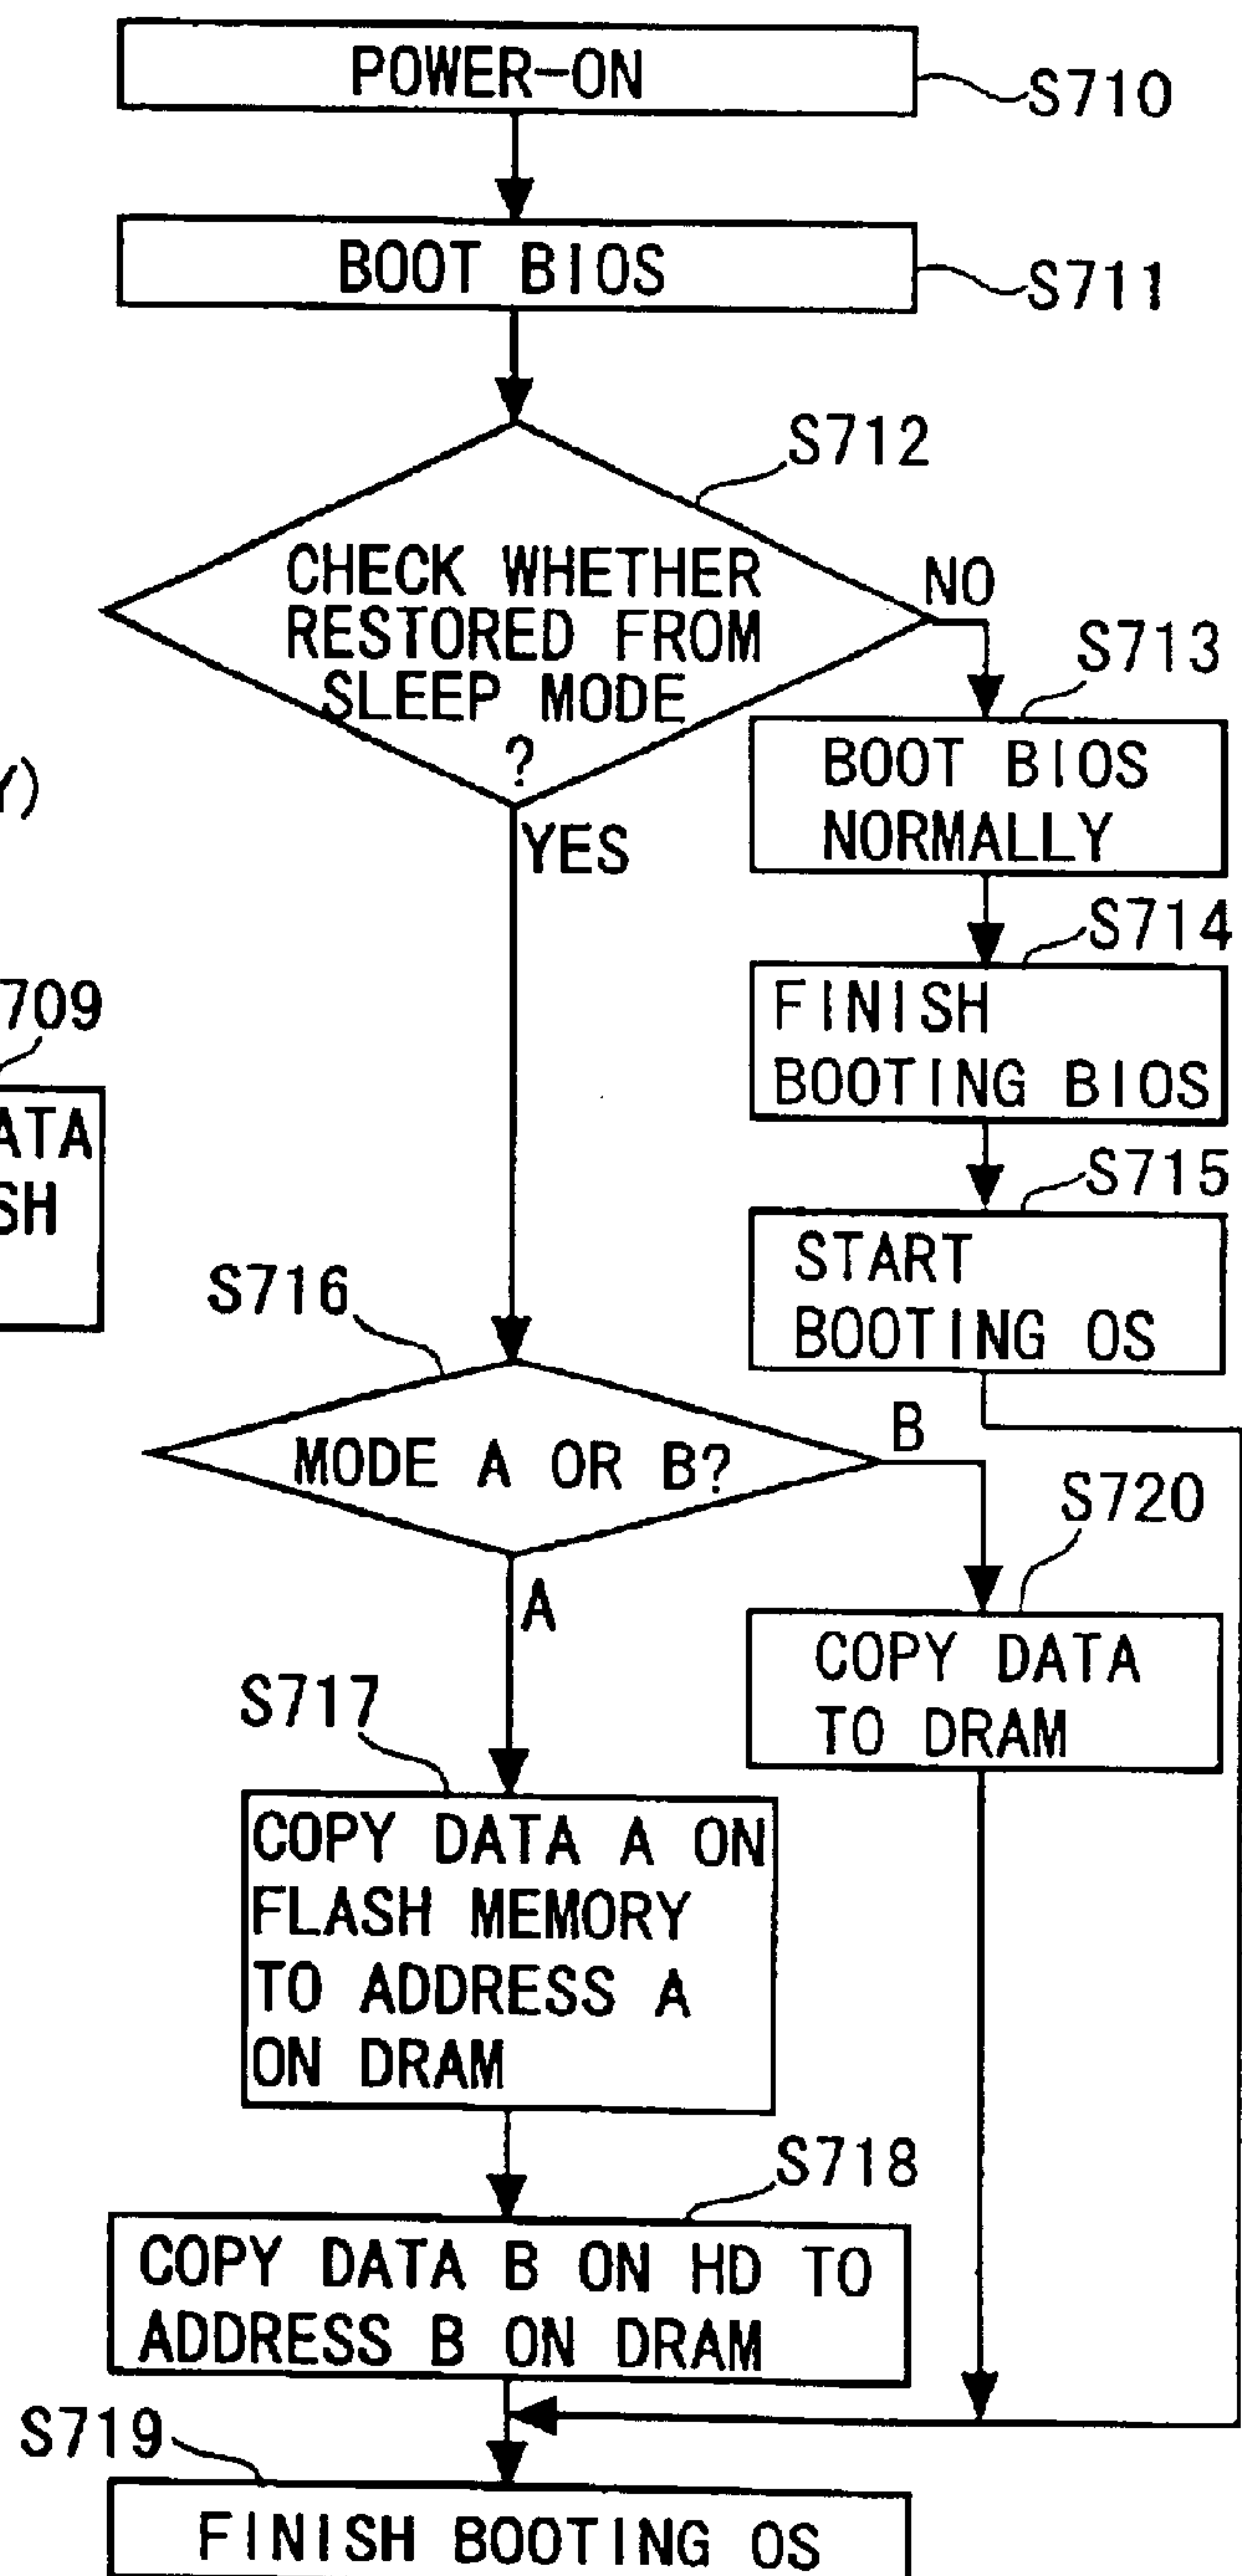 POWER-ON
S710
BOOT BIOS
S711
S712
CHECK WHETHER
RESTORED FROM
SLEEP MODE
?
NO
YES
S713
BOOT BIOS
NORMALLY
S714
FINISH
BOOTING BIOS
S715
START
BOOTING OS
Y)
709
ATA
SH
S716
MODE A OR B?
B
A
S720
COPY DATA
TO DRAM
S717
COPY DATA A ON
FLASH MEMORY
TO ADDRESS A
ON DRAM
S718
COPY DATA B ON HD TO
ADDRESS B ON DRAM
S719
FINISH BOOTING OS